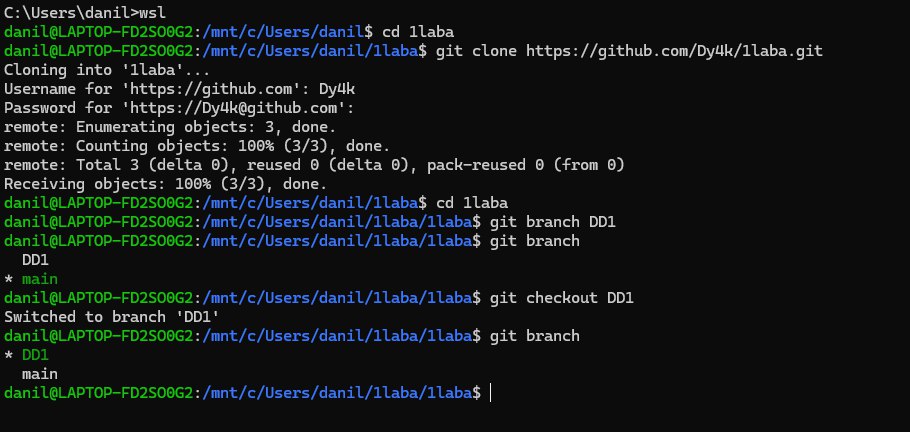 C:\Users\danil>wsl
danil@LAPTOP-FD2SO0G2:/mnt/c/Users/danil$ cd 1laba
danil@LAPTOP-FD2SO0G2:/mnt/c/Users/danil/1laba$ git clone https://github.com/Dy4k/1laba.git
Cloning into '1laba'...
Username for 'https://github.com': Dy4k
Password for 'https://Dy4k@github.com':
remote: Enumerating objects: 3, done.
remote: Counting objects: 100% (3/3), done.
remote: Total 3 (delta 0), reused 0 (delta 0), pack-reused 0 (from 0)
Receiving objects: 100% (3/3), done.
danil@LAPTOP-FD2SO0G2:/mnt/c/Users/danil/1laba$ cd 1laba
danil@LAPTOP-FD2SO0G2:/mnt/c/Users/danil/1laba/1laba$ git branch DD1
danil@LAPTOP-FD2SO0G2:/mnt/c/Users/danil/1laba/1laba$ git branch
  DD1
* main
danil@LAPTOP-FD2SO0G2:/mnt/c/Users/danil/1laba/1laba$ git checkout DD1
Switched to branch 'DD1'
danil@LAPTOP-FD2SO0G2:/mnt/c/Users/danil/1laba/1laba$ git branch
* DD1
  main
danil@LAPTOP-FD2SO0G2:/mnt/c/Users/danil/1laba/1laba$